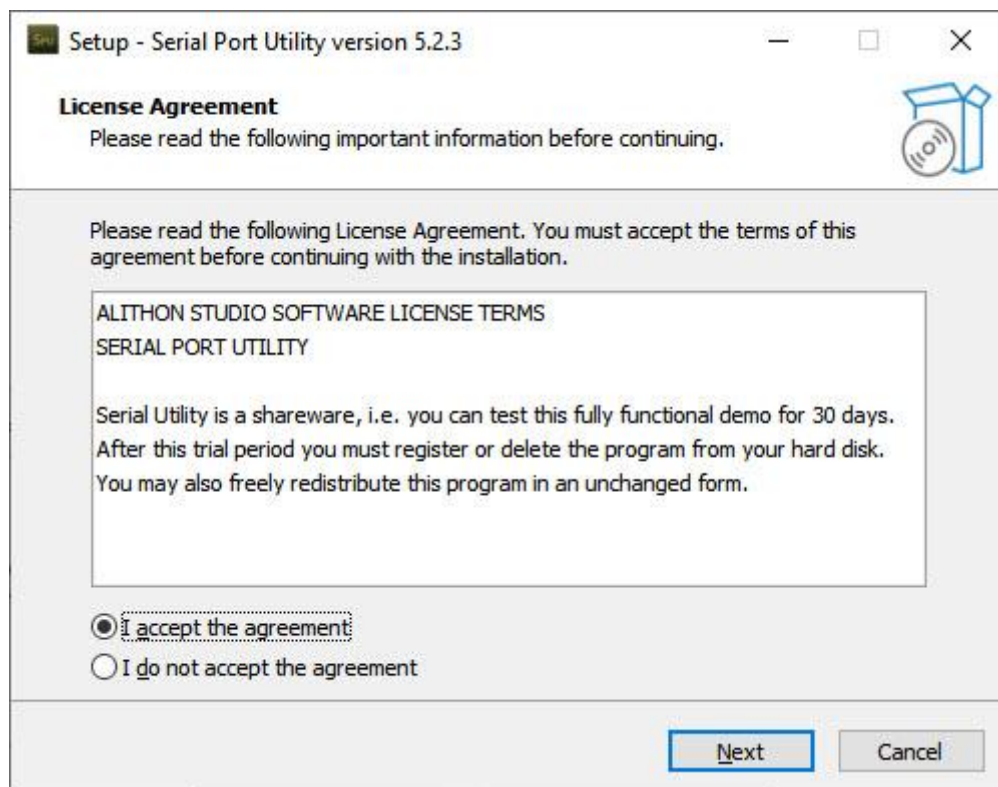 Setup - Serial Port Utility version 5.2.3
License Agreement
Please read the following important information before continuing.
Please read the following License Agreement. You must accept the terms of this
agreement before continuing with the installation.
ALITHON STUDIO SOFTWARE LICENSE TERMS
SERIAL PORT UTILITY
Serial Utility is a shareware, i.e. you can test this fully functional demo for 30 days.
After this trial period you must register or delete the program from your hard disk.
You may also freely redistribute this program in an unchanged form.
I accept the agreement
I do not accept the agreement
Next
Cancel